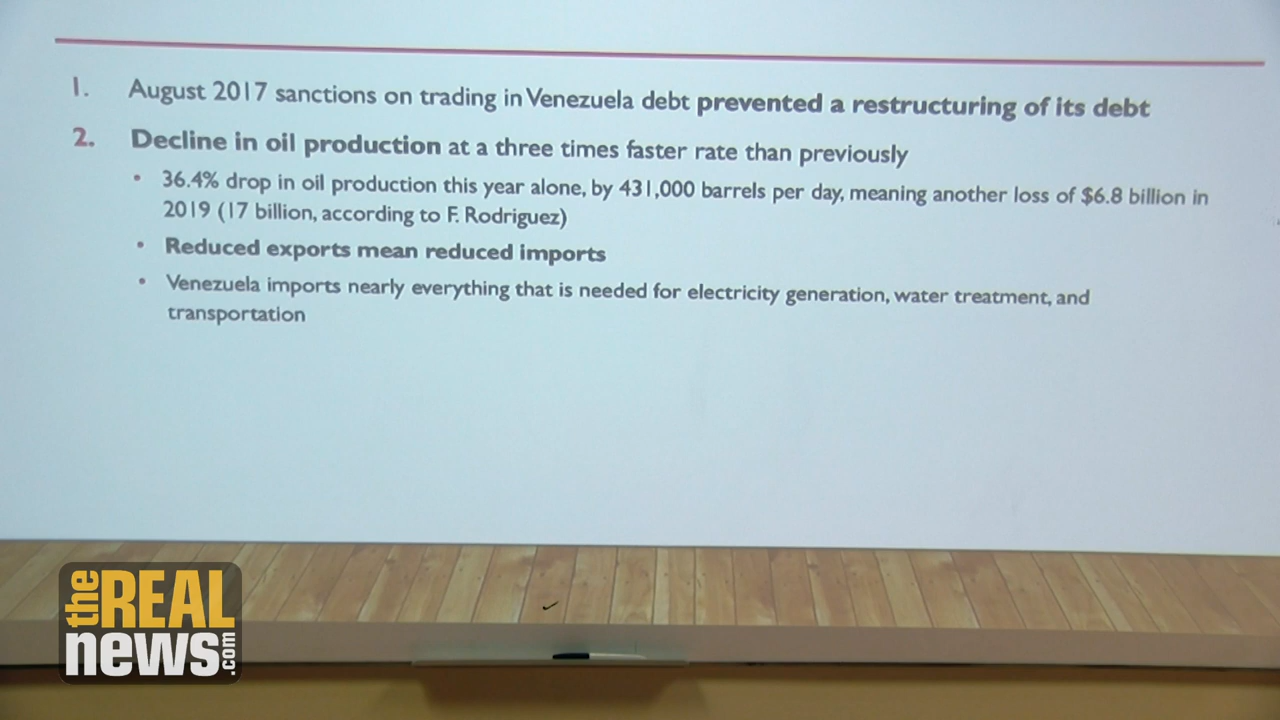 1. August 2017 sanctions on trading in Venezuela debt prevented a restructuring of its debt
2. Decline in oil production at a three times faster rate than previously
• 36.4% drop in oil production this year alone, by 431,000 barrels per day, meaning another loss of $6.8 billion in
2019 (17 billion, according to F. Rodriguez)
• Reduced exports mean reduced imports
• Venezuela imports nearly everything that is needed for electricity generation, water treatment, and
transportation
the REAL
news.com